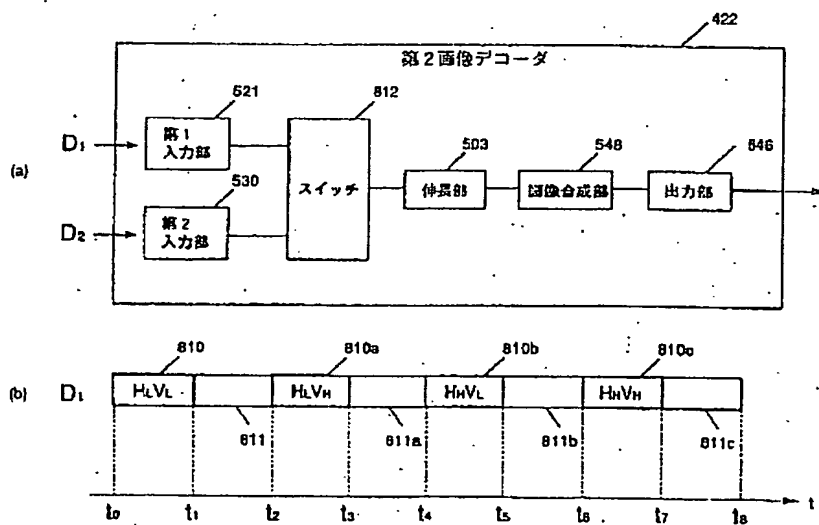 422
第2画像デコーダ
521
812
503
548
546
(a)
D1
第1
入力部
スイッチ
伸長部
画像合成部
出力部
530
D2
第2
入力部
810
810a
810b
810c
(b)
D1
HLVL
HLVH
HHVL
HHVH
811
811a
811b
811c
t0
t1
t2
t3
t4
t5
t6
t7
t8
t